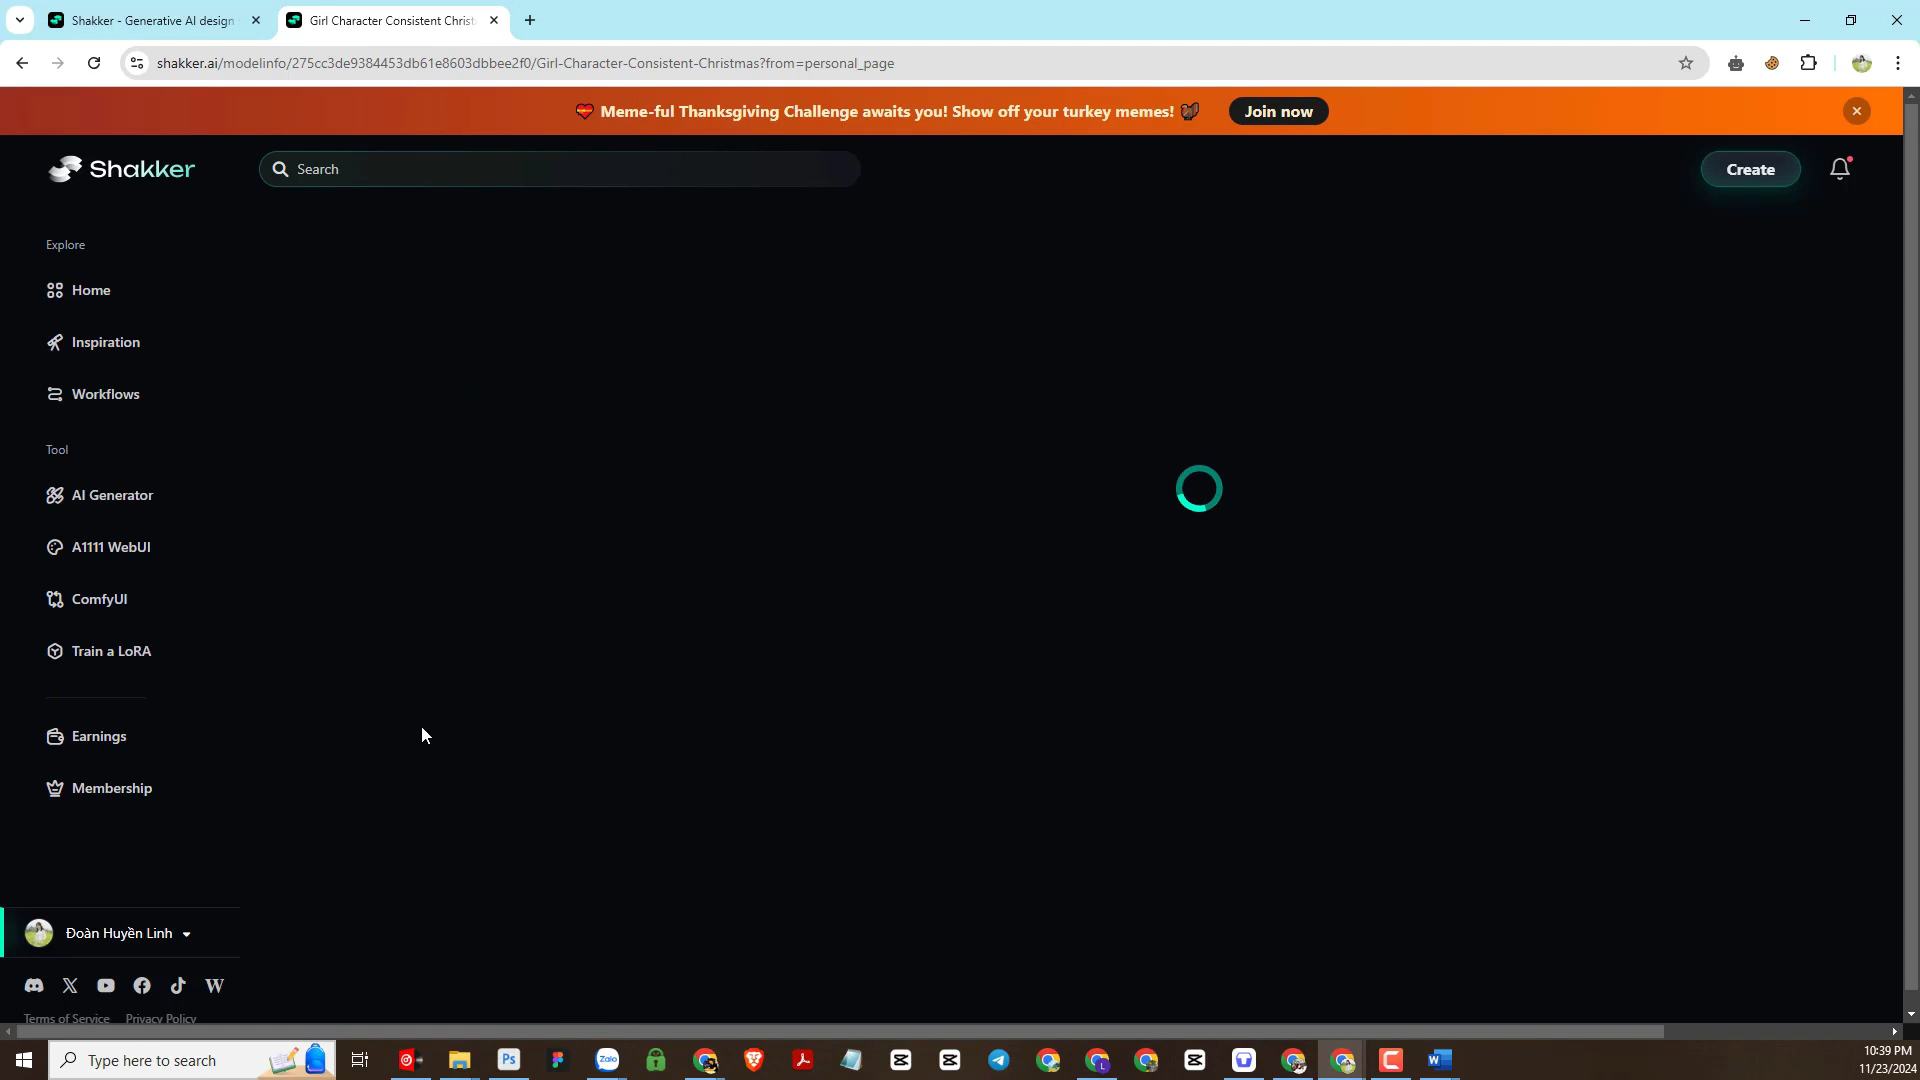 Shakker - Generative AI design
Girl Character Consistent Christ
shakker.ai/modelinfo/275cc3de9384453db61e8603dbbee2f0/Girl-Character-Consistent-Christmas?from=personal_page
Meme-ful Thanksgiving Challenge awaits you! Show off your turkey memes!
Join now
Shakker
Search
Create
Explore
Home
Inspiration
Workflows
Tool
AI Generator
A1111 WebUI
ComfyUI
Train a LoRA
Earnings
Membership
Đoàn Huyền Linh
Terms of Service Privacy Policy
Type here to search
Ps
Zalo
L
10:39 PM
11/23/2024